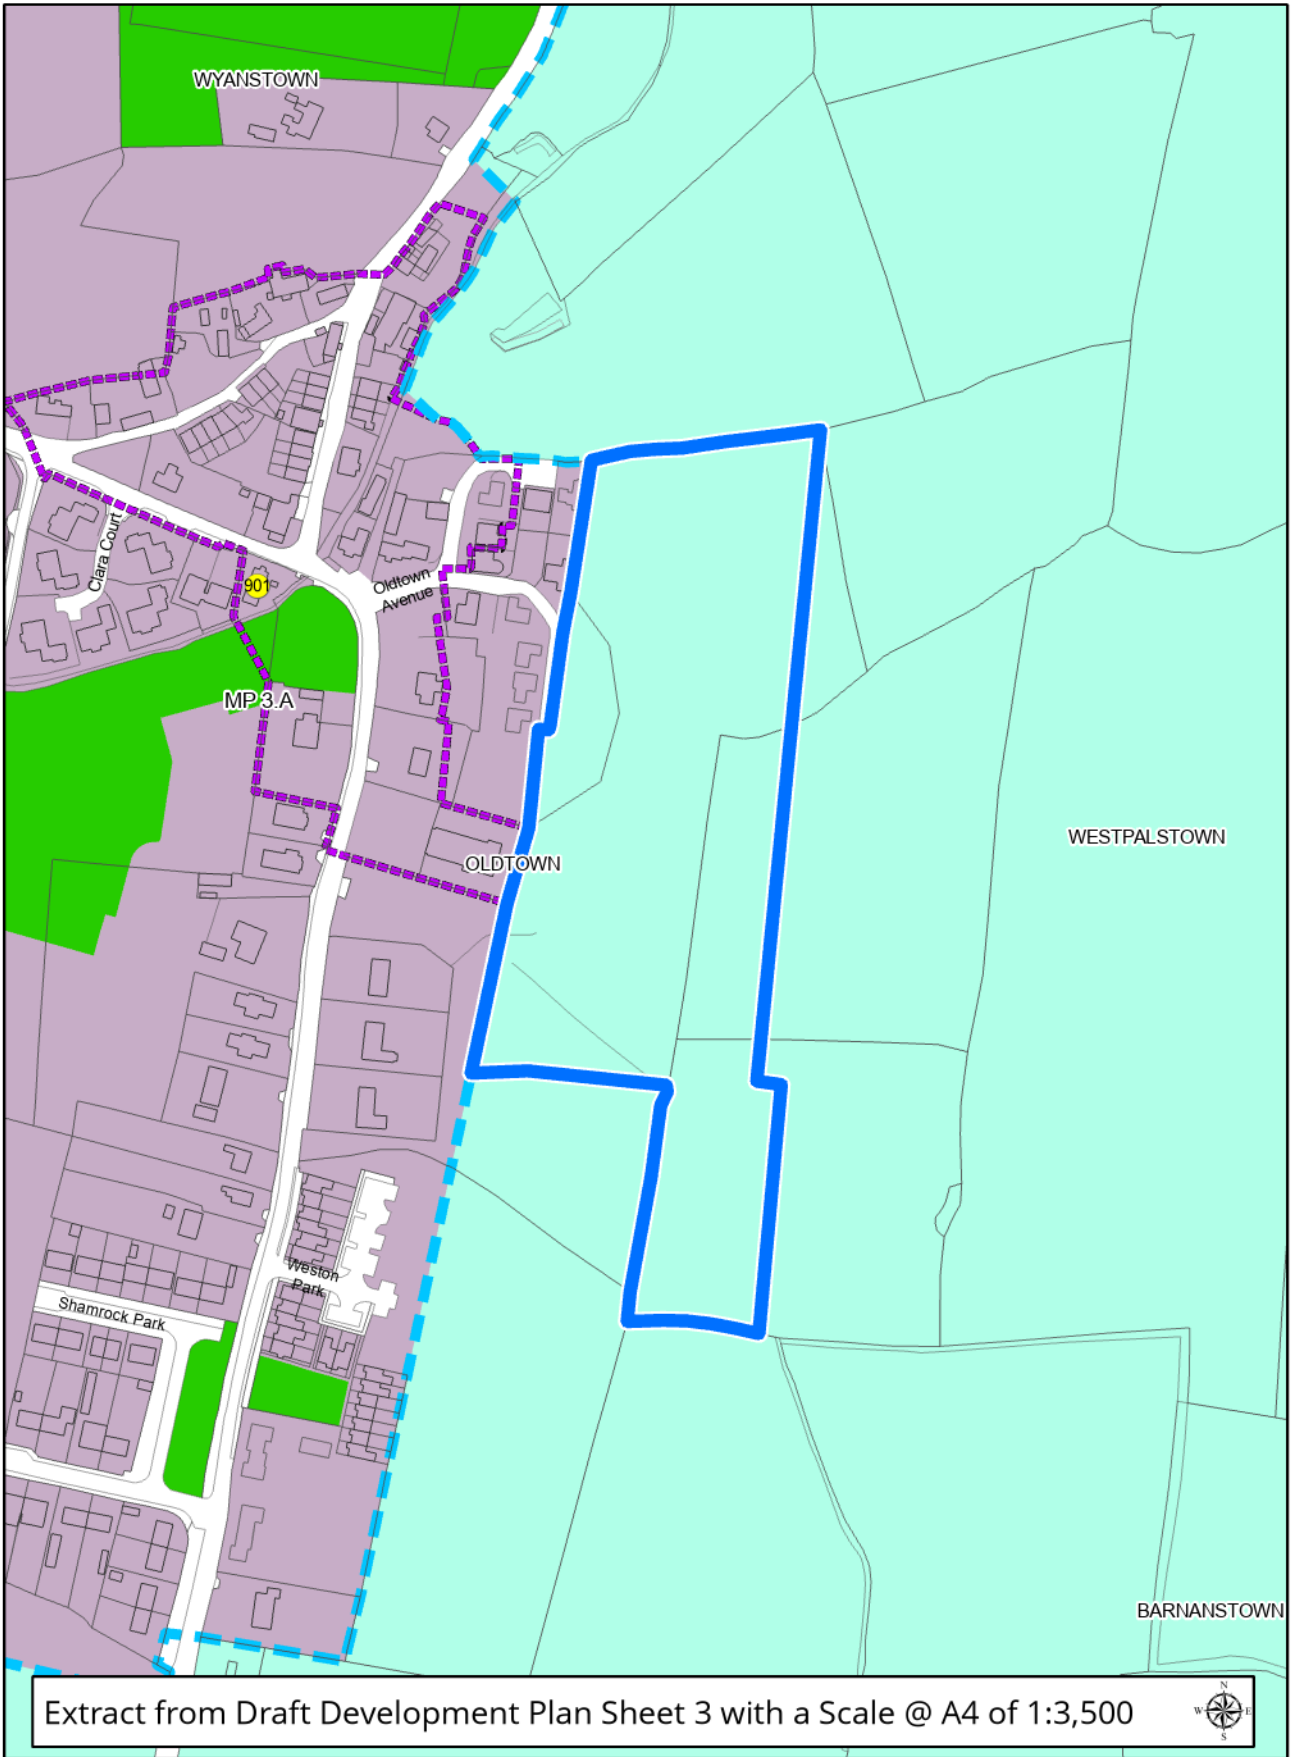 WYANSTOWN
Clara Court
901
Oldtown
Avenue
MP 3.A
WESTPALSTOWN
OLDTOWN
Weston
Park
Shamrock Park
BARNANSTOWN
Extract from Draft Development Plan Sheet 3 with a Scale @ A4 of 1:3,500
N
W E
S